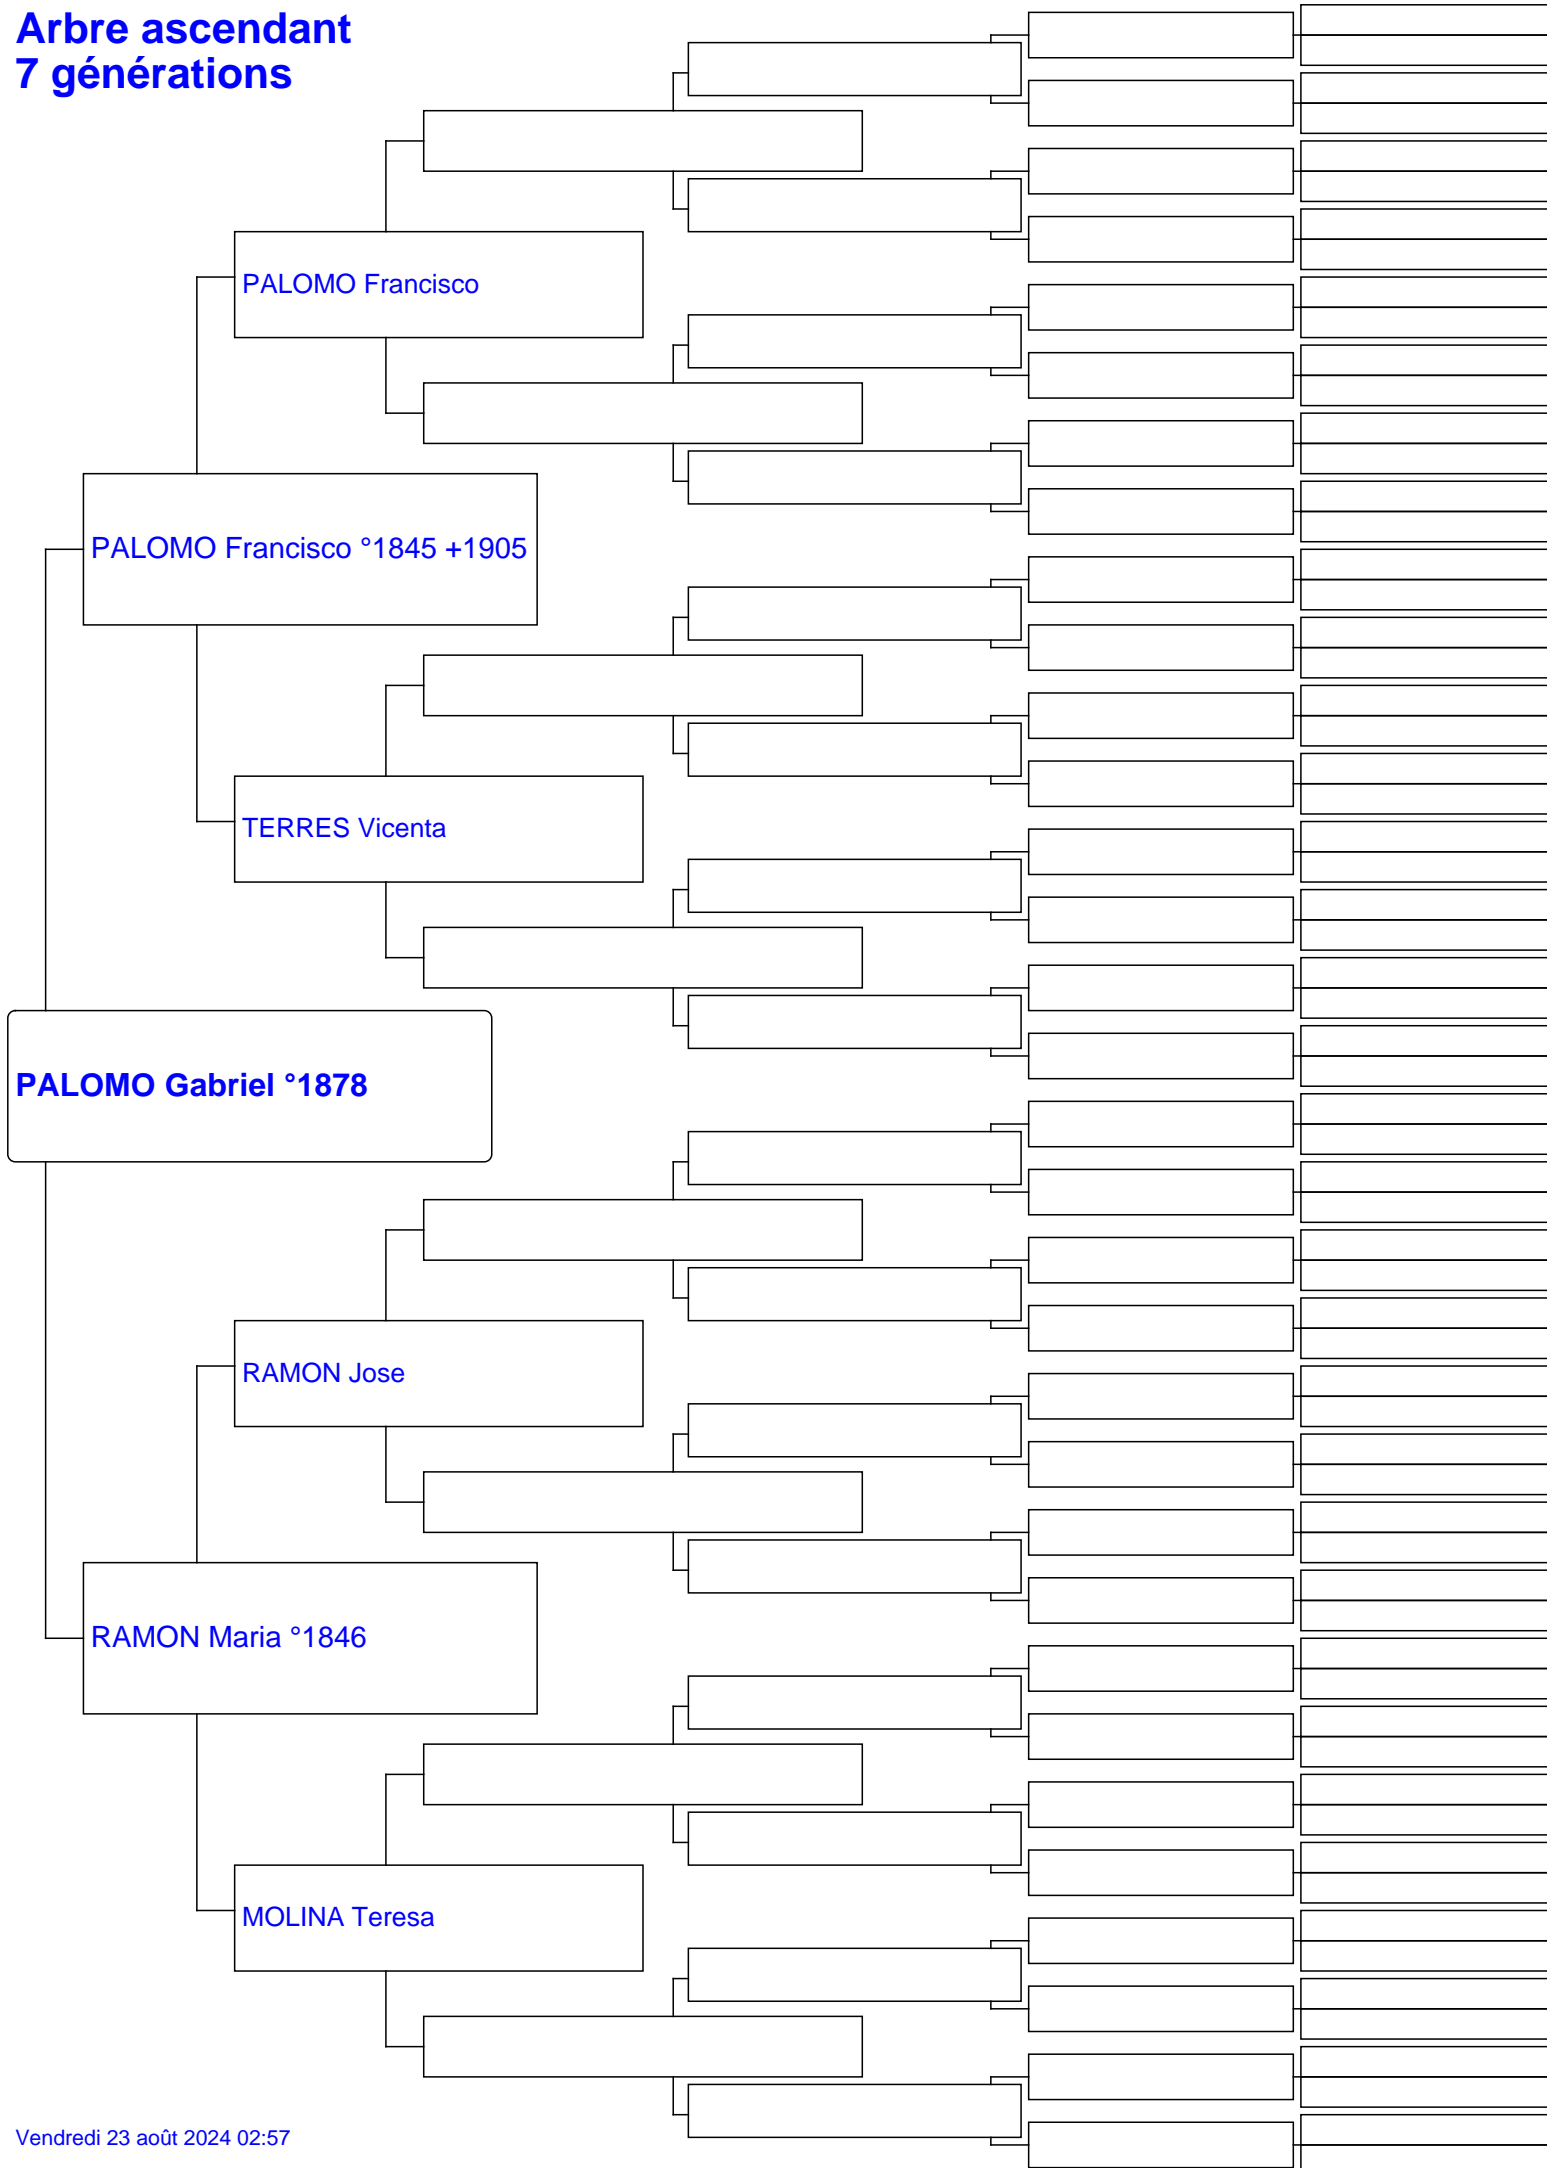 Arbre ascendant
7 générations
PALOMO Francisco
PALOMO Francisco °1845 +1905
TERRES Vicenta
PALOMO Gabriel °1878
RAMON Jose
RAMON Maria °1846
MOLINA Teresa
Vendredi 23 août 2024 02:57